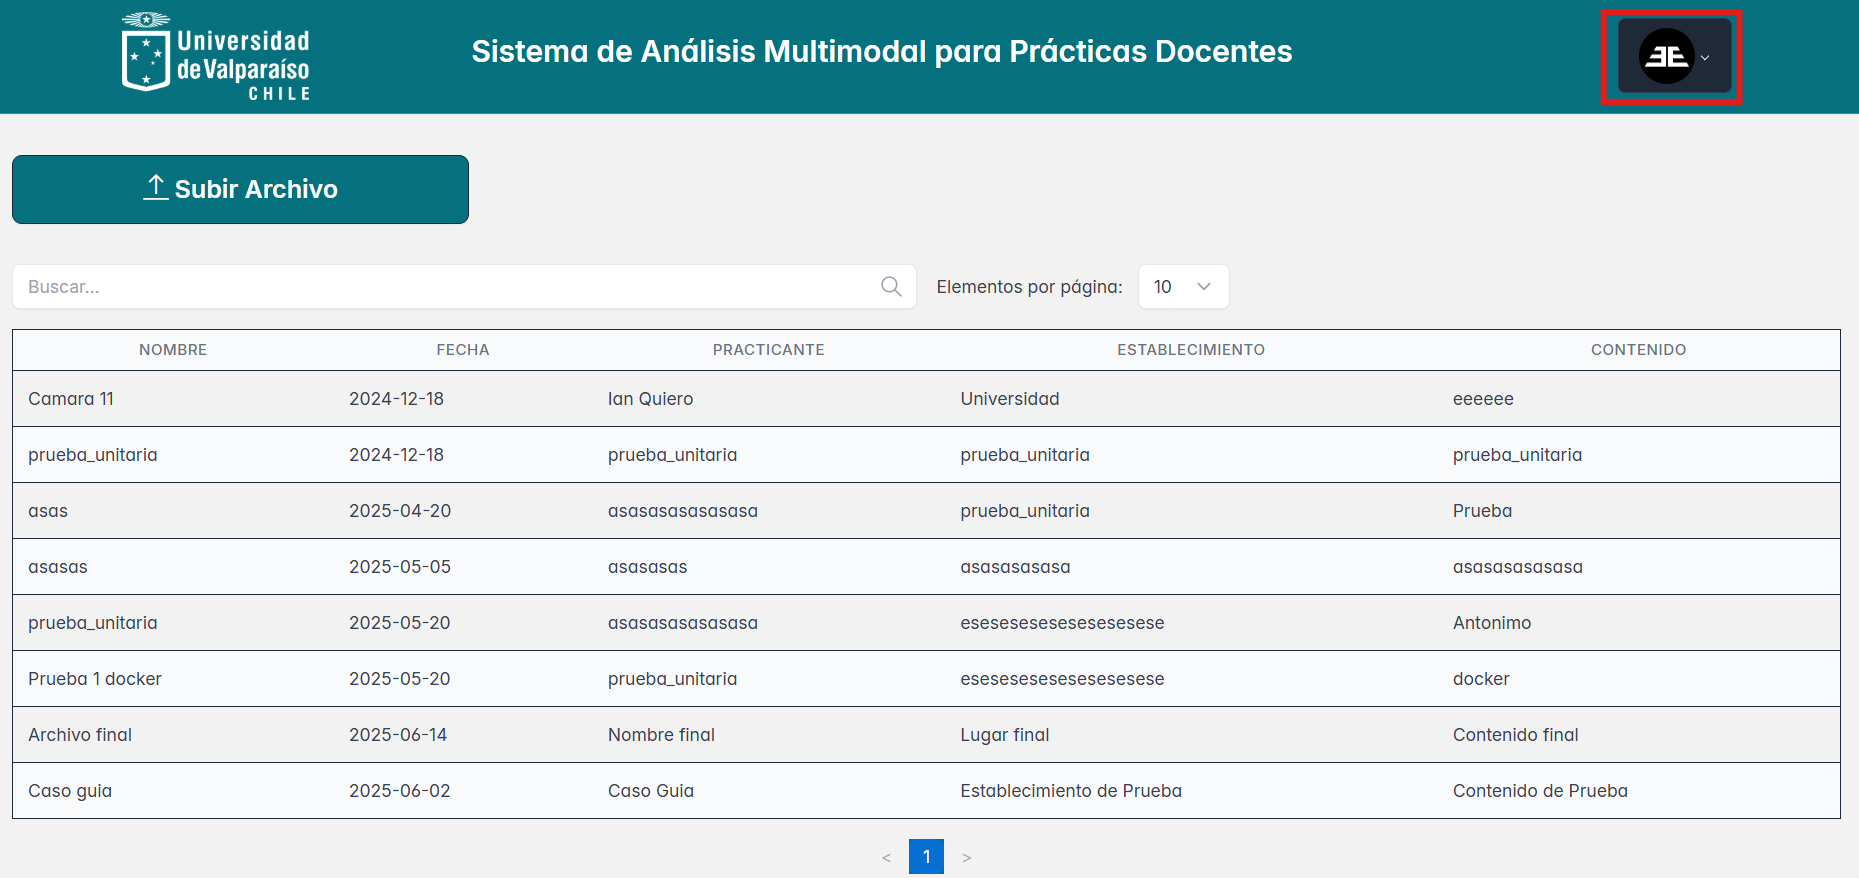 Universidad
de Valparaíso
CHILE
Sistema de Análisis Multimodal para Prácticas Docentes
Subir Archivo
Buscar... Elementos por página: 10
NOMBRE FECHA PRACTICANTE ESTABLECIMIENTO CONTENIDO
Camara 11 2024-12-18 Ian Quiero Universidad eeeeee
prueba_unitaria 2024-12-18 prueba_unitaria prueba_unitaria prueba_unitaria
asas 2025-04-20 asasasasasasasa prueba_unitaria Prueba
asasas 2025-05-05 asasasas asasasasasa asasasasasasa
prueba_unitaria 2025-05-20 asasasasasasasa eseseseseseseseseese Antonimo
Prueba 1 docker 2025-05-20 prueba_unitaria eseseseseseseseseese docker
Archivo final 2025-06-14 Nombre final Lugar final Contenido final
Caso guia 2025-06-02 Caso Guia Establecimiento de Prueba Contenido de Prueba
< 1 >